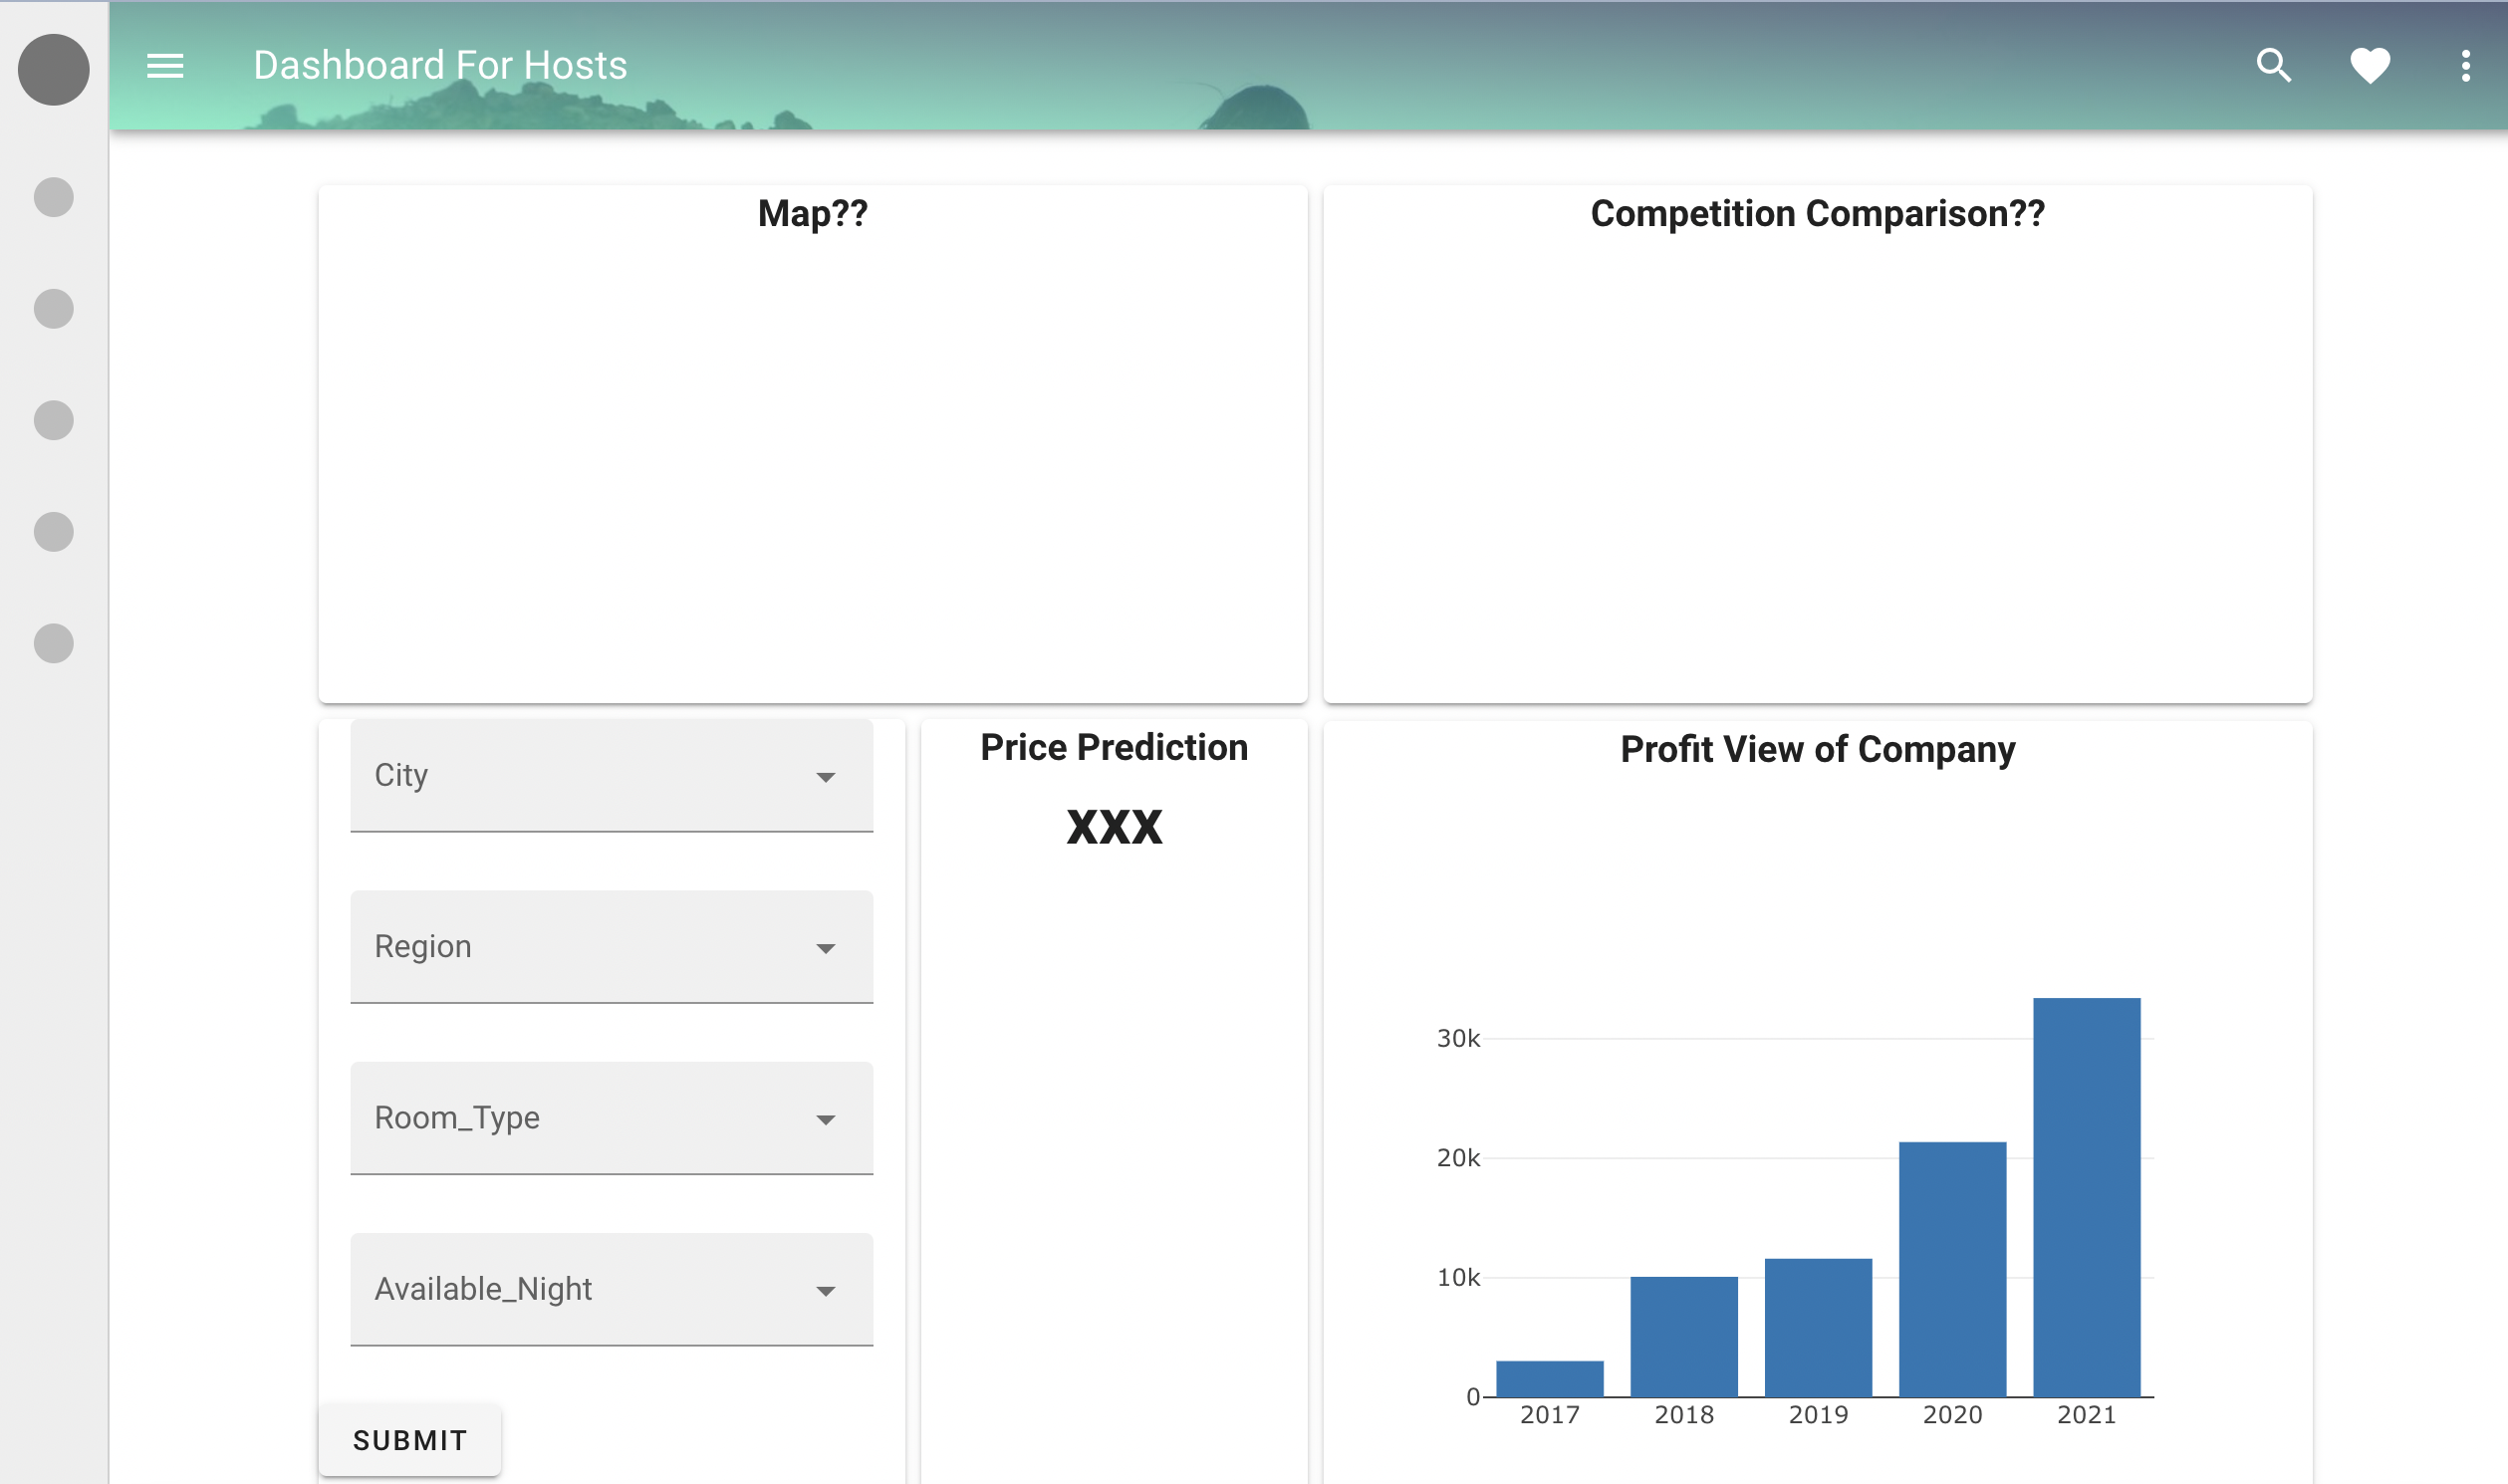 Dashboard For Hosts
Map??
Competition Comparison??
City
Region
Room_Type
Available_Night
SUBMIT
Price Prediction
xxx
Profit View of Company
30k
20k
10k
0
2017 2018 2019 2020 2021